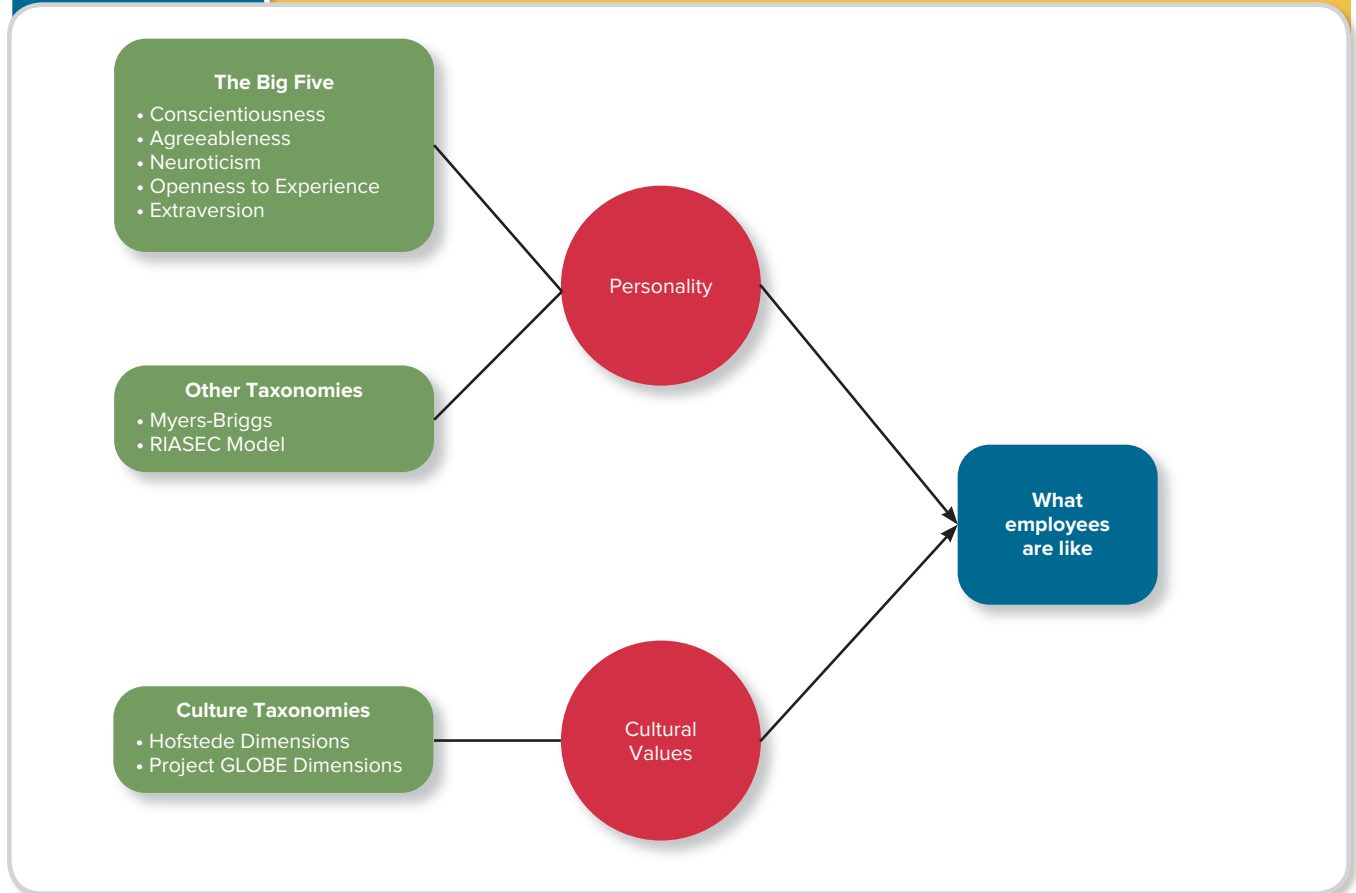 The Big Five
• Conscientiousness
• Agreeableness
• Neuroticism
• Openness to Experience
• Extraversion
Personality
Other Taxonomies
• Myers-Briggs
• RIASEC Model
What
employees
are like
Culture Taxonomies
• Hofstede Dimensions
• Project GLOBE Dimensions
Cultural
Values